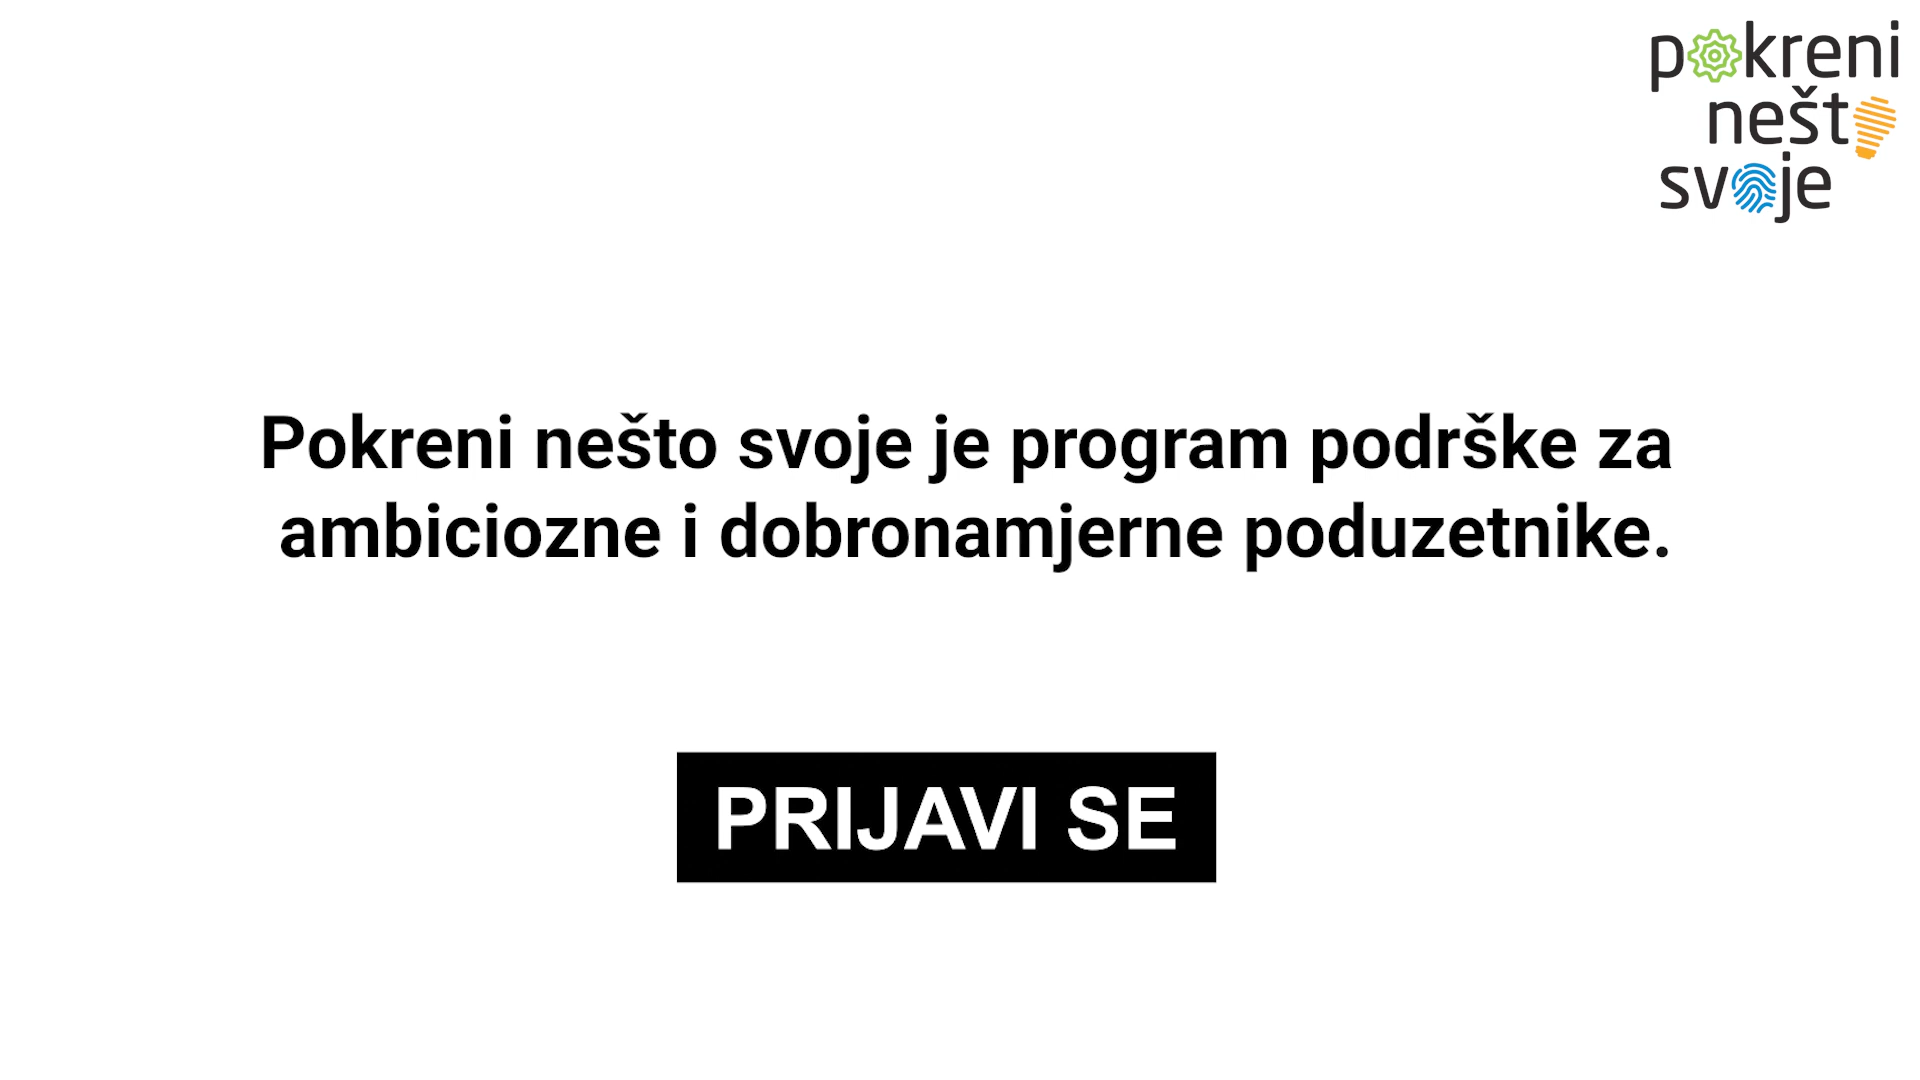 pokreni
nešto
svoje
Pokreni nešto svoje je program podrške za
ambiciozne i dobronamjerne poduzetnike.
PRIJAVI SE